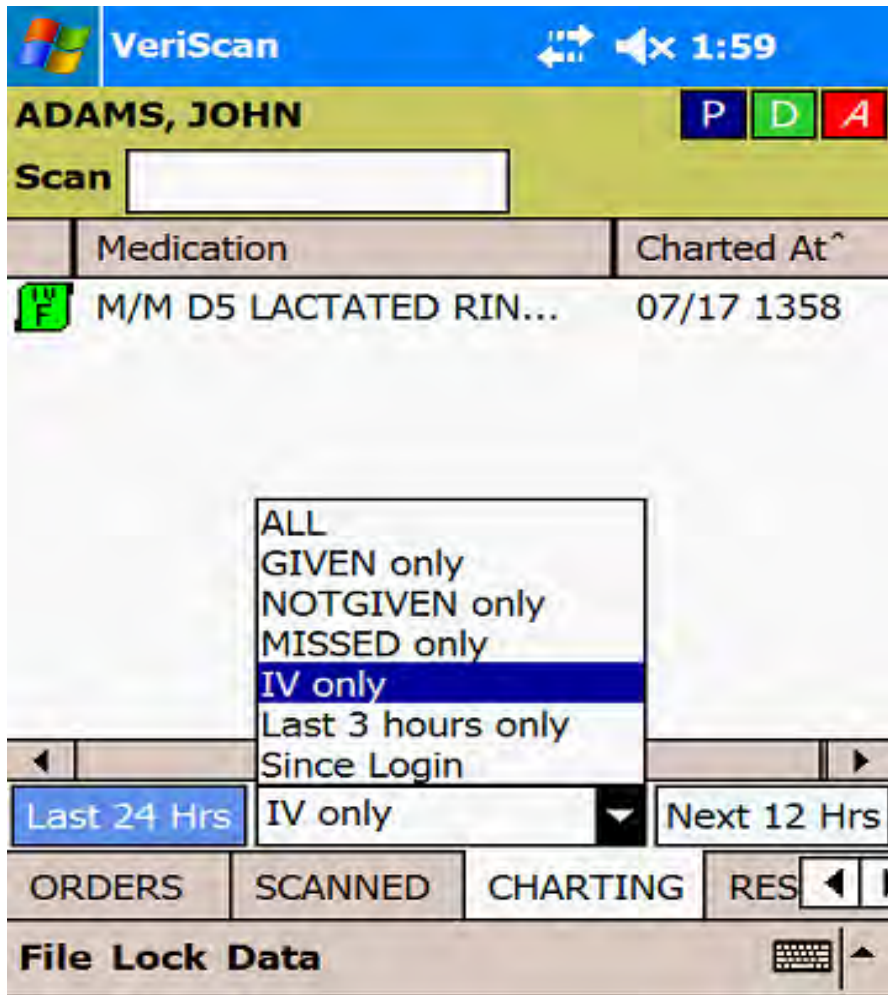 VeriScan 1:59
ADAMS, JOHN P D A
Scan
Medication Charted At^
IV F M/M D5 LACTATED RIN... 07/17 1358
ALL
GIVEN only
NOTGIVEN only
MISSED only
IV only
Last 3 hours only
Since Login
Last 24 Hrs IV only Next 12 Hrs
ORDERS SCANNED CHARTING RES
File Lock Data